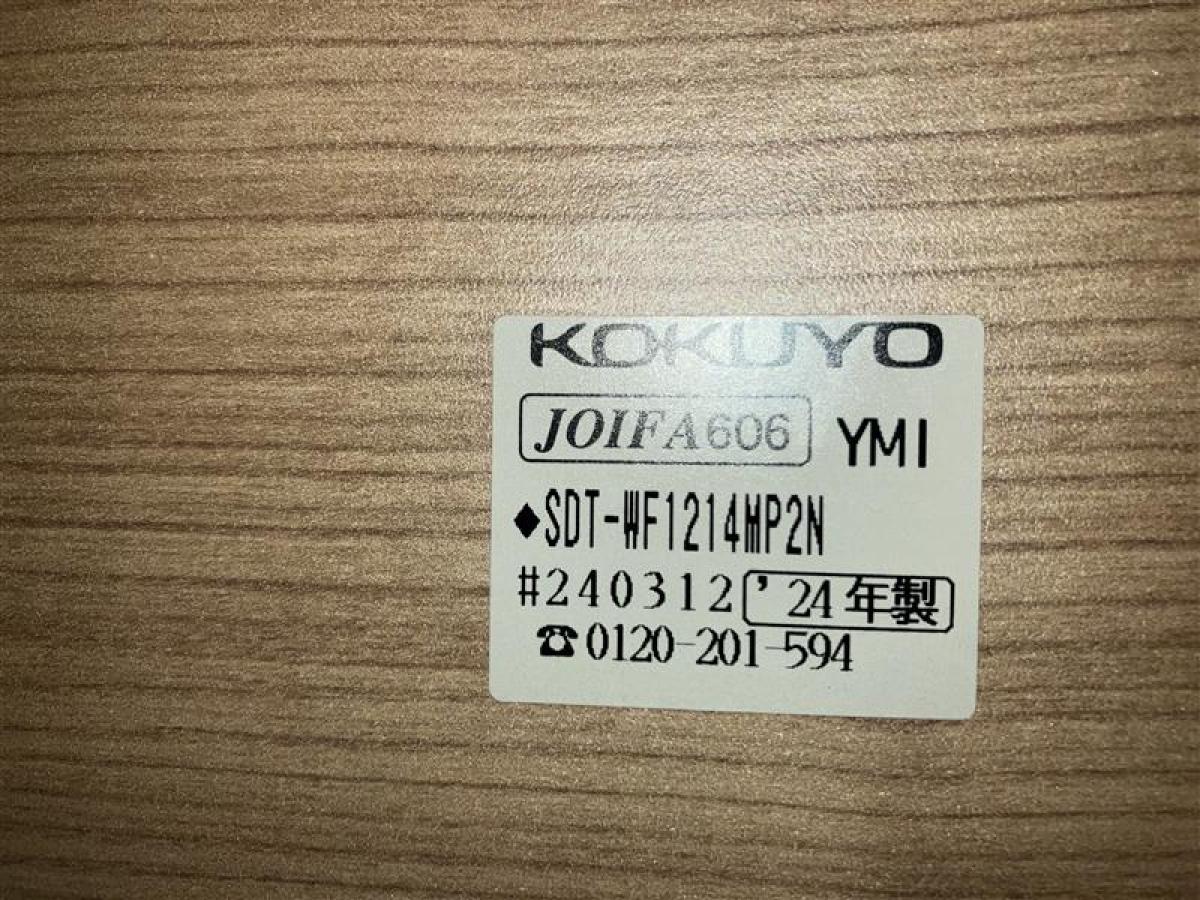 KOKUYO
JOIFA606 YMI
◆SDT-WF1214MP2N
#240312 '24年製
☎0120-201-594